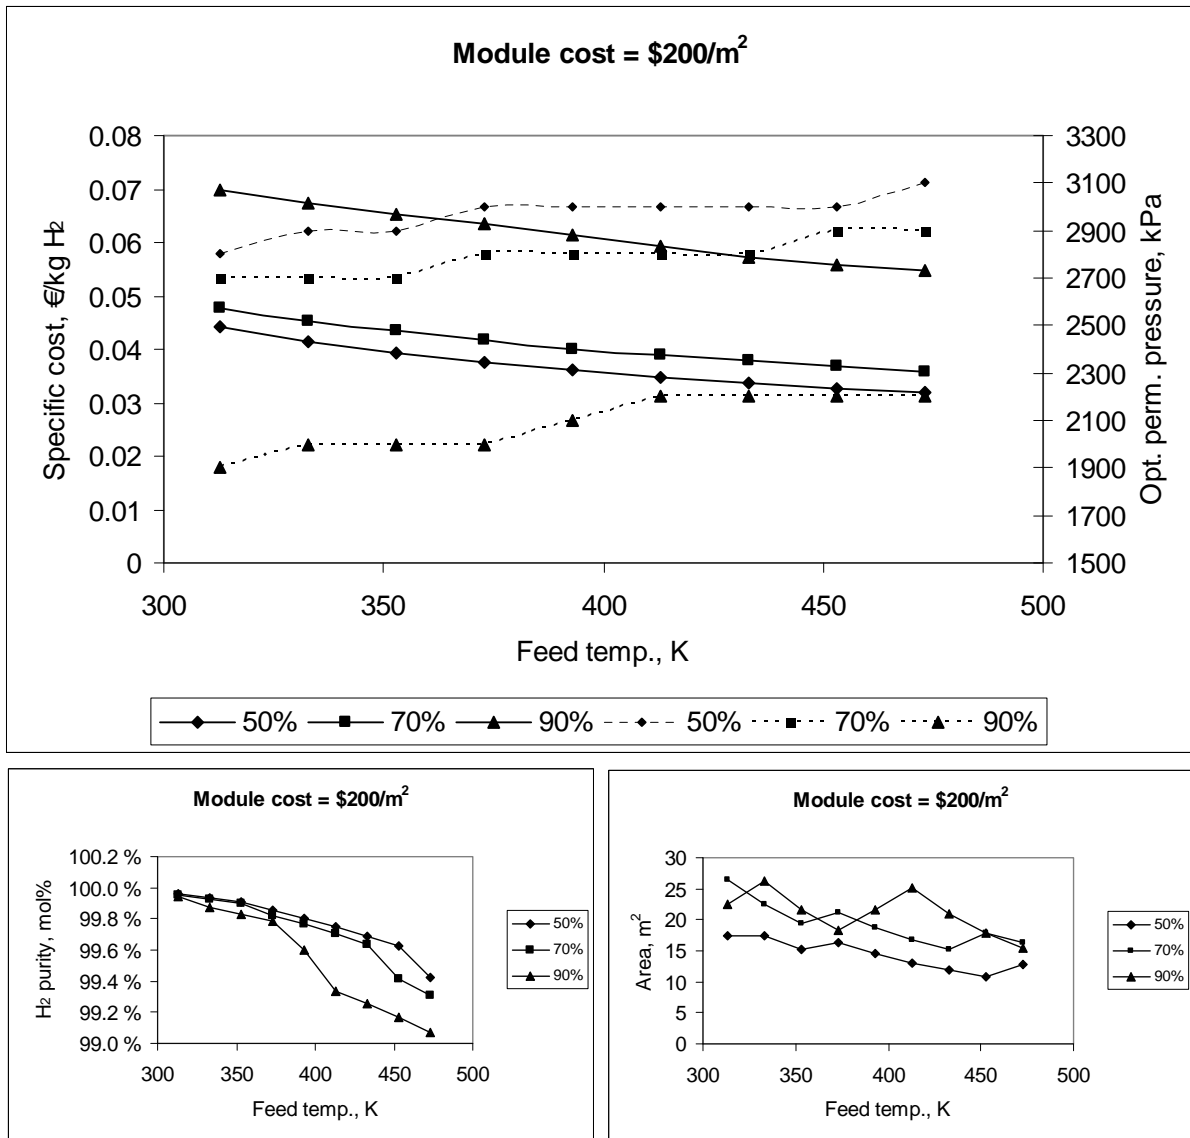 Module cost = $200/m²
0.08
0.07
0.06
0.05
0.04
0.03
0.02
0.01
0
Specific cost, €/kg H₂
3300
3100
2900
2700
2500
2300
2100
1900
1700
1500
Opt. perm. pressure, kPa
300 350 400 450 500
Feed temp., K
50% 70% 90% 50% 70% 90%
Module cost = $200/m²
100.2 %
100.0 %
99.8 %
99.6 %
99.4 %
99.2 %
99.0 %
H₂ purity, mol%
300 350 400 450 500
Feed temp., K
50%
70%
90%
Module cost = $200/m²
30
25
20
15
10
5
0
Area, m²
300 350 400 450 500
Feed temp., K
50%
70%
90%